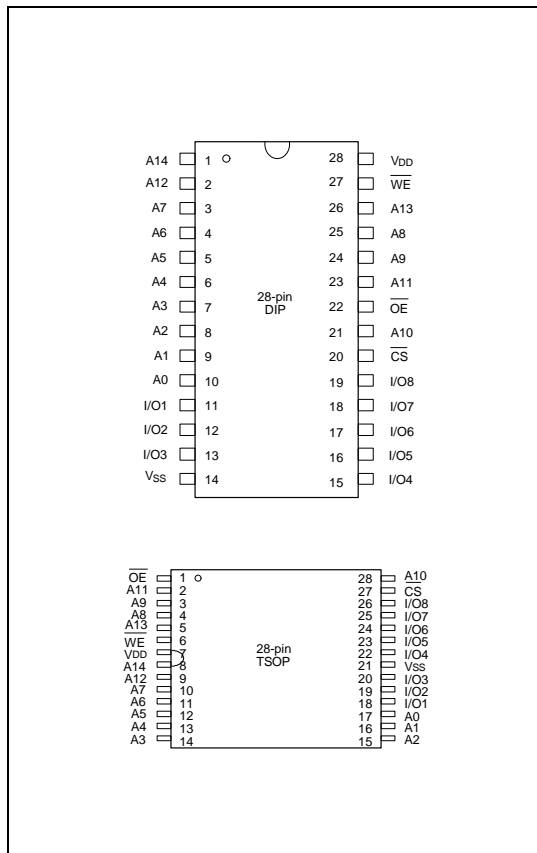 A14 1 28 VDD
A12 2 27 WE
A7 3 26 A13
A6 4 25 A8
A5 5 24 A9
A4 6 23 A11
28-pin
DIP
A3 7 22 OE
A2 8 21 A10
A1 9 20 CS
A0 10 19 I/O8
I/O1 11 18 I/O7
I/O2 12 17 I/O6
I/O3 13 16 I/O5
VSS 14 15 I/O4
OE 1 28 A10
A11 2 27 CS
A9 3 26 I/O8
A8 4 25 I/O7
A13 5 24 I/O6
WE 6 23 I/O5
28-pin
TSOP
VDD 7 22 I/O4
A14 8 21 VSS
A12 9 20 I/O3
A7 10 19 I/O2
A6 11 18 I/O1
A5 12 17 A0
A4 13 16 A1
A3 14 15 A2